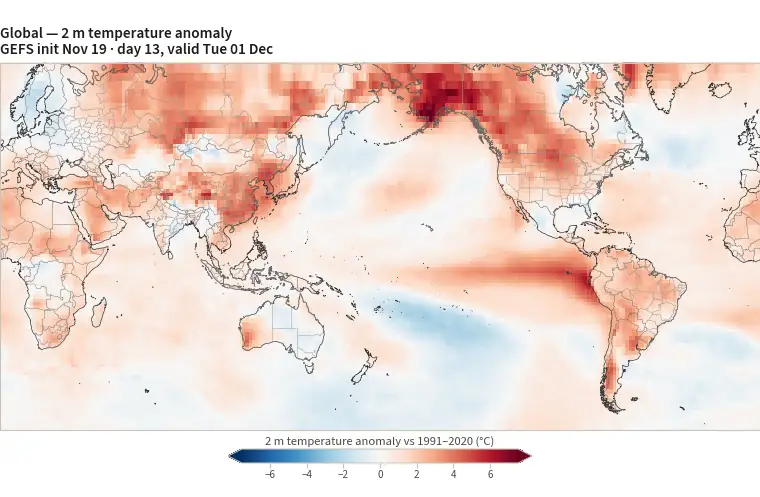 Global — 2 m temperature anomaly
GEFS init Nov 19 · day 13, valid Tue 01 Dec
2 m temperature anomaly vs 1991–2020 (°C)
−6 −4 −2 0 2 4 6